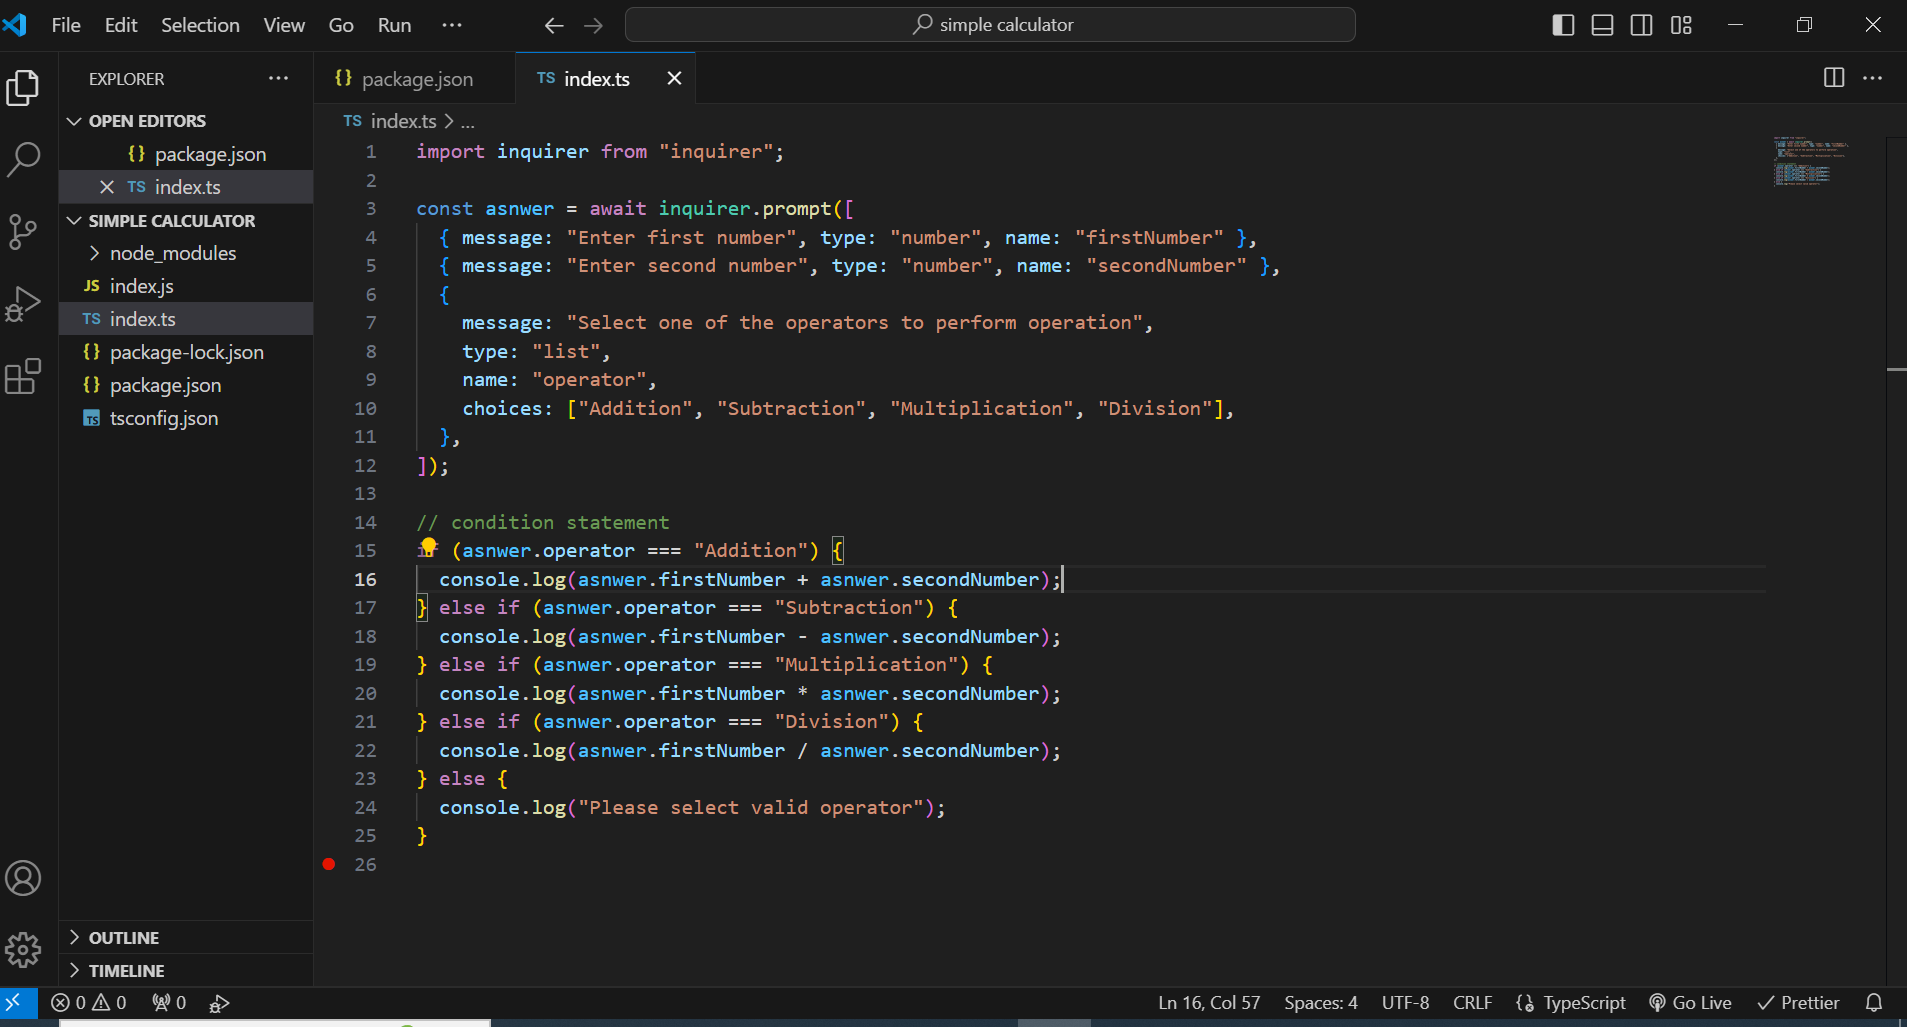 File Edit Selection View Go Run ···
simple calculator
EXPLORER ···
OPEN EDITORS
{} package.json
TS index.ts
SIMPLE CALCULATOR
node_modules
JS index.js
TS index.ts
{} package-lock.json
{} package.json
TS tsconfig.json
OUTLINE
TIMELINE
{} package.json
TS index.ts
TS index.ts > ...
1 import inquirer from "inquirer";
2
3 const asnwer = await inquirer.prompt([
4 { message: "Enter first number", type: "number", name: "firstNumber" },
5 { message: "Enter second number", type: "number", name: "secondNumber" },
6 {
7 message: "Select one of the operators to perform operation",
8 type: "list",
9 name: "operator",
10 choices: ["Addition", "Subtraction", "Multiplication", "Division"],
11 },
12 ]);
13
14 // condition statement
15 if (asnwer.operator === "Addition") {
16 console.log(asnwer.firstNumber + asnwer.secondNumber);
17 } else if (asnwer.operator === "Subtraction") {
18 console.log(asnwer.firstNumber - asnwer.secondNumber);
19 } else if (asnwer.operator === "Multiplication") {
20 console.log(asnwer.firstNumber * asnwer.secondNumber);
21 } else if (asnwer.operator === "Division") {
22 console.log(asnwer.firstNumber / asnwer.secondNumber);
23 } else {
24 console.log("Please select valid operator");
25 }
26
0 0 0
Ln 16, Col 57 Spaces: 4 UTF-8 CRLF {} TypeScript Go Live Prettier